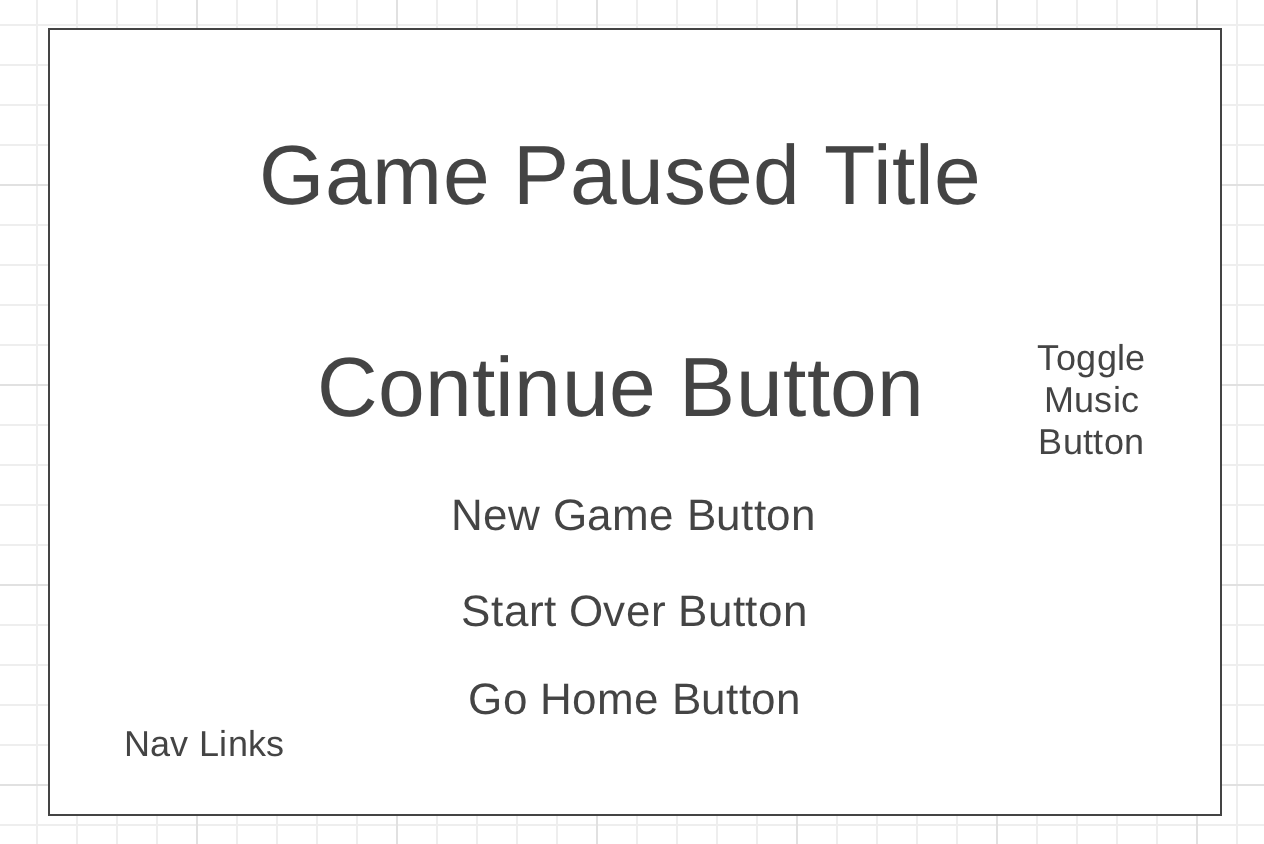 Game Paused Title
Continue Button
Toggle
Music
Button
New Game Button
Start Over Button
Go Home Button
Nav Links